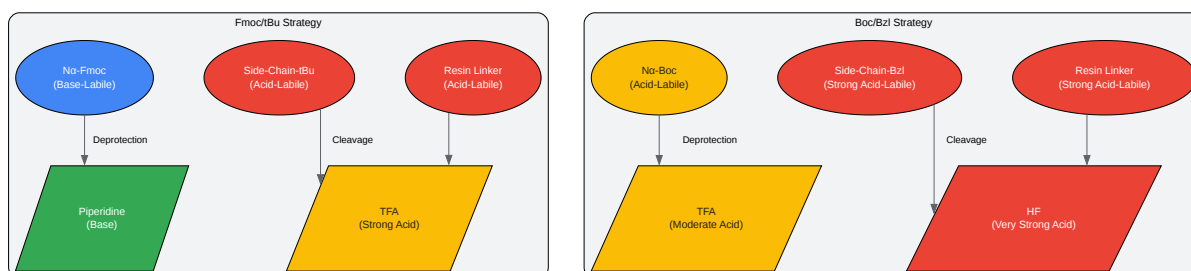 Fmoc/tBu Strategy
Nα-Fmoc
(Base-Labile)
Side-Chain-tBu
(Acid-Labile)
Resin Linker
(Acid-Labile)
Deprotection
Cleavage
Piperidine
(Base)
TFA
(Strong Acid)
Boc/Bzl Strategy
Nα-Boc
(Acid-Labile)
Side-Chain-Bzl
(Strong Acid-Labile)
Resin Linker
(Strong Acid-Labile)
Deprotection
Cleavage
TFA
(Moderate Acid)
HF
(Very Strong Acid)